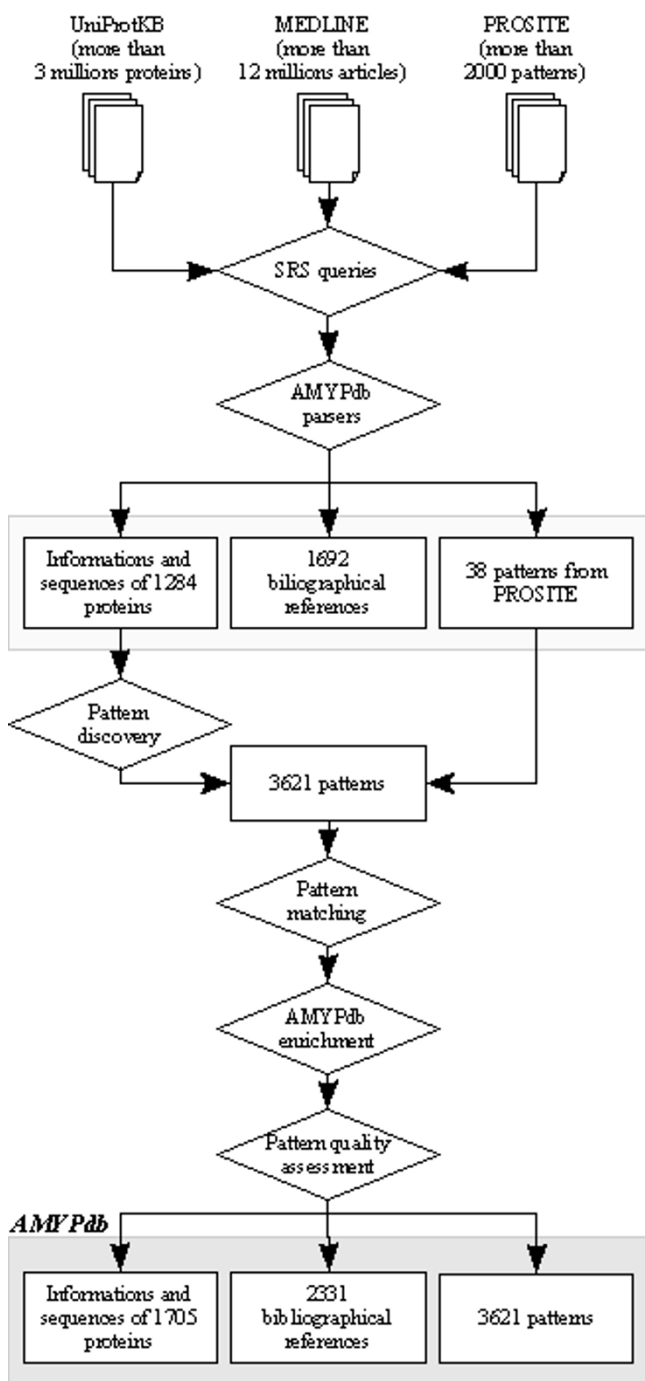 UniProtKB
(more than
3 millions proteins)
MEDLINE
(more than
12 millions articles)
PROSITE
(more than
2000 patterns)
SRS queries
AMYPdb
parsers
Informations and
sequences of 1284
proteins
1692
biliographical
references
38 patterns from
PROSITE
Pattern
discovery
3621 patterns
Pattern
matching
AMYPdb
enrichment
Pattern quality
assessment
AMYPdb
Informations and
sequences of 1705
proteins
2331
bibliographical
references
3621 patterns